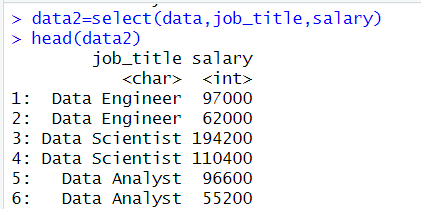 > data2=select(data,job_title,salary)
> head(data2)
job_title salary
<char> <int>
1: Data Engineer 97000
2: Data Engineer 62000
3: Data Scientist 194200
4: Data Scientist 110400
5: Data Analyst 96600
6: Data Analyst 55200